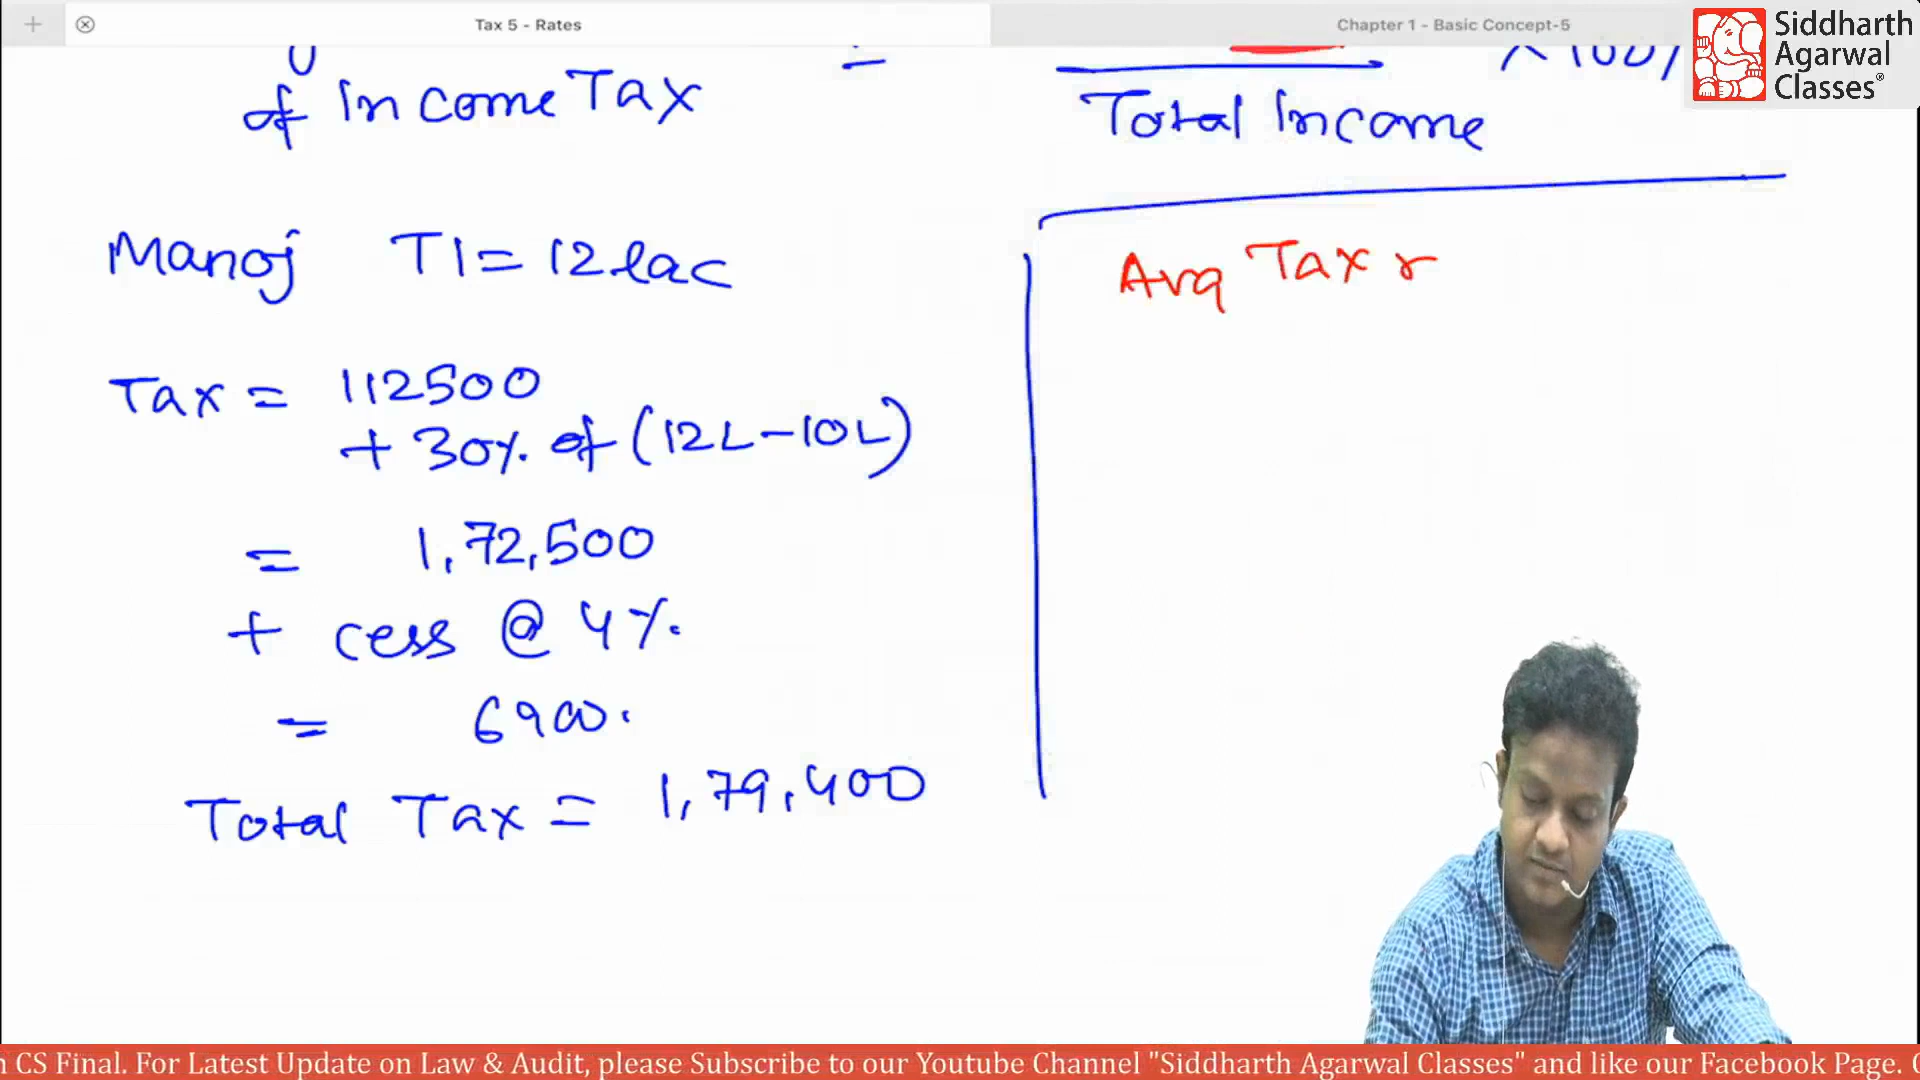 Tax 5 - Rates
Chapter 1 - Basic Concept-5
Siddharth
Agarwal
Classes®
of Income Tax
=
Total Income
Manoj TI = 12 lac
Tax = 112500
+ 30% of (12L-10L)
= 1,72,500
+ cess @ 4%.
= 6900.
Total Tax = 1,79,400
Avg Tax r
CS Final. For Latest Update on Law & Audit, please Subscribe to our Youtube Channel "Siddharth Agarwal Classes" and like our Facebook Page.